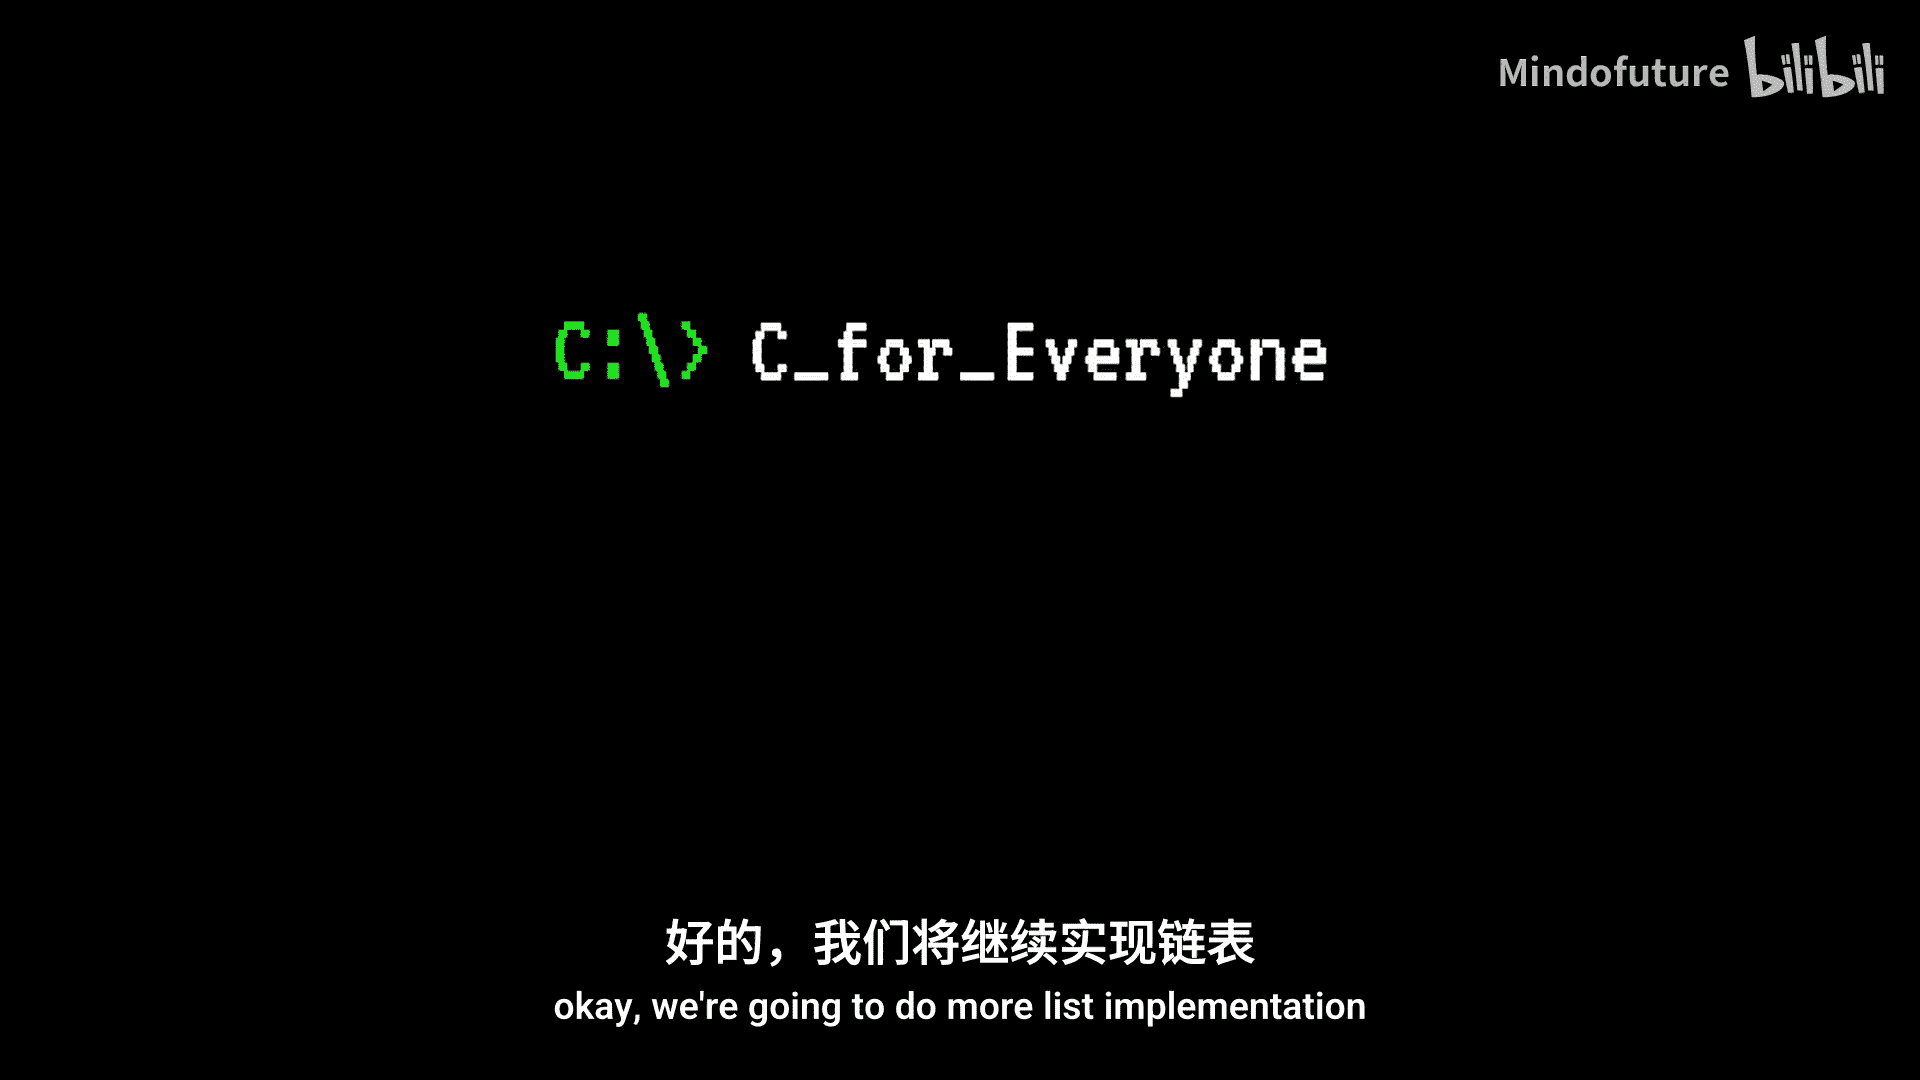 Mindofuture bilibili
C:\> C_for_Everyone
好的，我们将继续实现链表
okay, we're going to do more list implementation